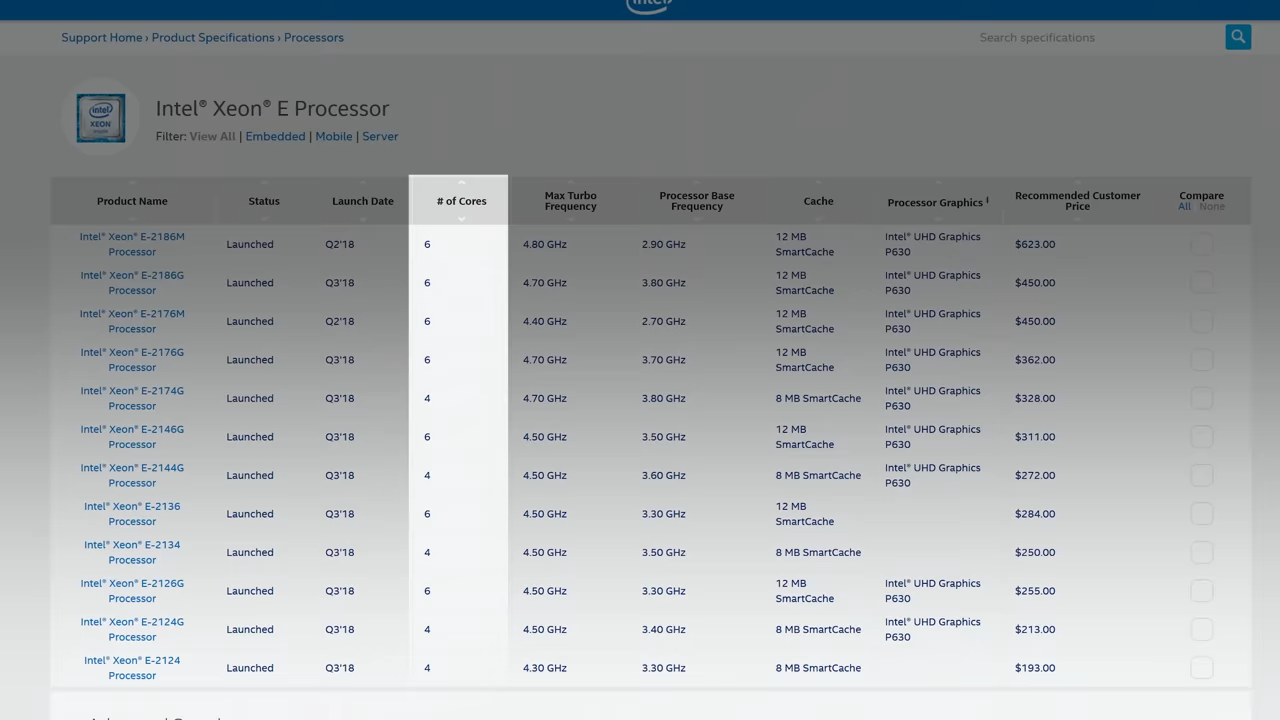 intel
Support Home › Product Specifications › Processors
Search specifications
intel
XEON
Intel® Xeon® E Processor
Filter: View All | Embedded | Mobile | Server
Product Name Status Launch Date # of Cores Max Turbo Frequency Processor Base Frequency Cache Processor Graphics ‡ Recommended Customer Price Compare All None
Intel® Xeon® E-2186M Processor Launched Q2'18 6 4.80 GHz 2.90 GHz 12 MB SmartCache Intel® UHD Graphics P630 $623.00
Intel® Xeon® E-2186G Processor Launched Q3'18 6 4.70 GHz 3.80 GHz 12 MB SmartCache Intel® UHD Graphics P630 $450.00
Intel® Xeon® E-2176M Processor Launched Q2'18 6 4.40 GHz 2.70 GHz 12 MB SmartCache Intel® UHD Graphics P630 $450.00
Intel® Xeon® E-2176G Processor Launched Q3'18 6 4.70 GHz 3.70 GHz 12 MB SmartCache Intel® UHD Graphics P630 $362.00
Intel® Xeon® E-2174G Processor Launched Q3'18 4 4.70 GHz 3.80 GHz 8 MB SmartCache Intel® UHD Graphics P630 $328.00
Intel® Xeon® E-2146G Processor Launched Q3'18 6 4.50 GHz 3.50 GHz 12 MB SmartCache Intel® UHD Graphics P630 $311.00
Intel® Xeon® E-2144G Processor Launched Q3'18 4 4.50 GHz 3.60 GHz 8 MB SmartCache Intel® UHD Graphics P630 $272.00
Intel® Xeon® E-2136 Processor Launched Q3'18 6 4.50 GHz 3.30 GHz 12 MB SmartCache $284.00
Intel® Xeon® E-2134 Processor Launched Q3'18 4 4.50 GHz 3.50 GHz 8 MB SmartCache $250.00
Intel® Xeon® E-2126G Processor Launched Q3'18 6 4.50 GHz 3.30 GHz 12 MB SmartCache Intel® UHD Graphics P630 $255.00
Intel® Xeon® E-2124G Processor Launched Q3'18 4 4.50 GHz 3.40 GHz 8 MB SmartCache Intel® UHD Graphics P630 $213.00
Intel® Xeon® E-2124 Processor Launched Q3'18 4 4.30 GHz 3.30 GHz 8 MB SmartCache $193.00